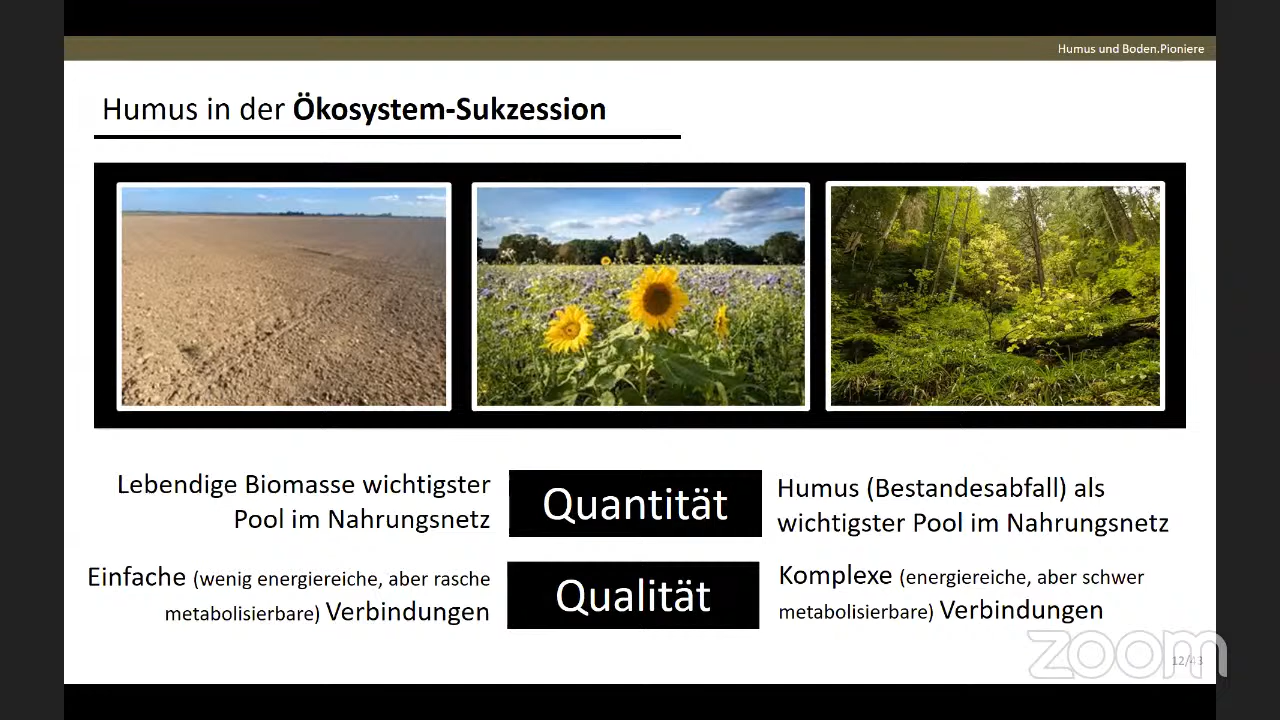 Humus und Boden.Pioniere
Humus in der Ökosystem-Sukzession
Lebendige Biomasse wichtigster
Pool im Nahrungsnetz
Quantität
Humus (Bestandesabfall) als
wichtigster Pool im Nahrungsnetz
Einfache (wenig energiereiche, aber rasche
metabolisierbare) Verbindungen
Qualität
Komplexe (energiereiche, aber schwer
metabolisierbare) Verbindungen
zoom
12/43